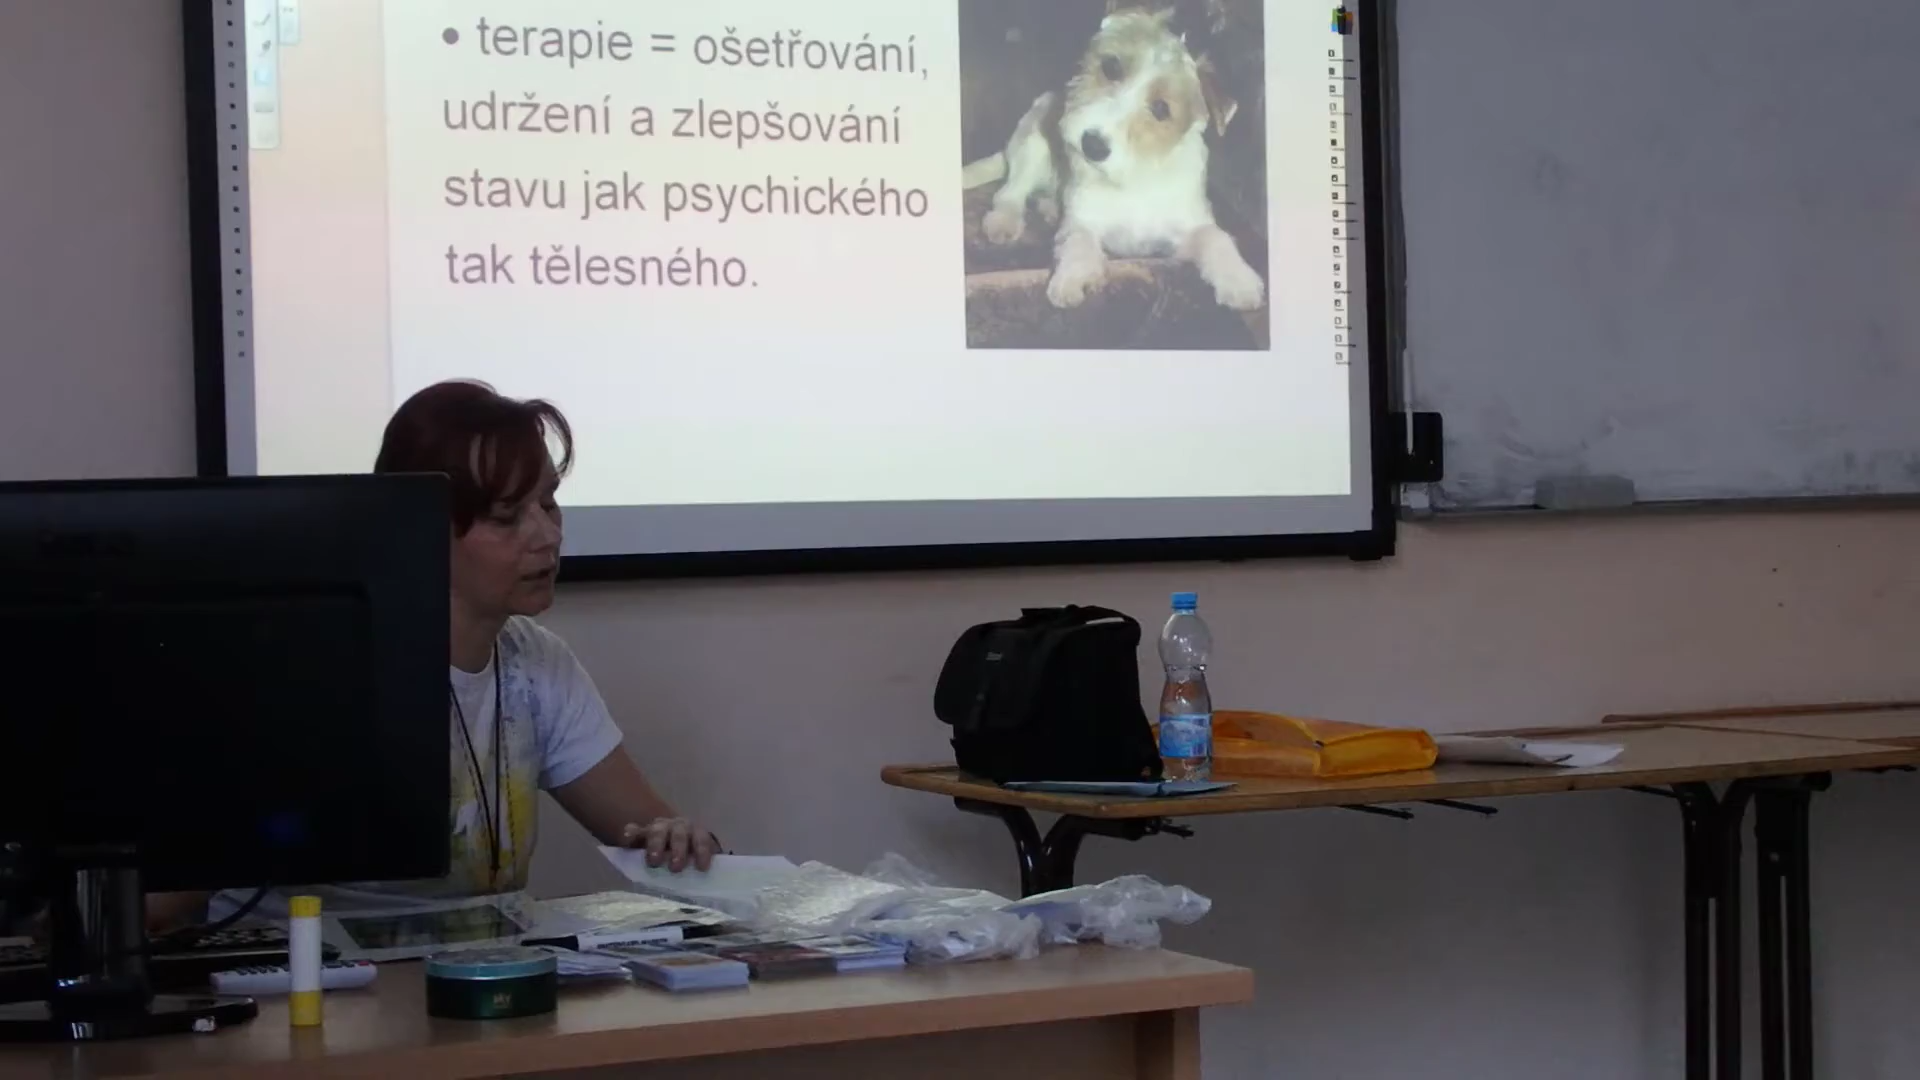 • terapie = ošetřování,
udržení a zlepšování
stavu jak psychického
tak tělesného.